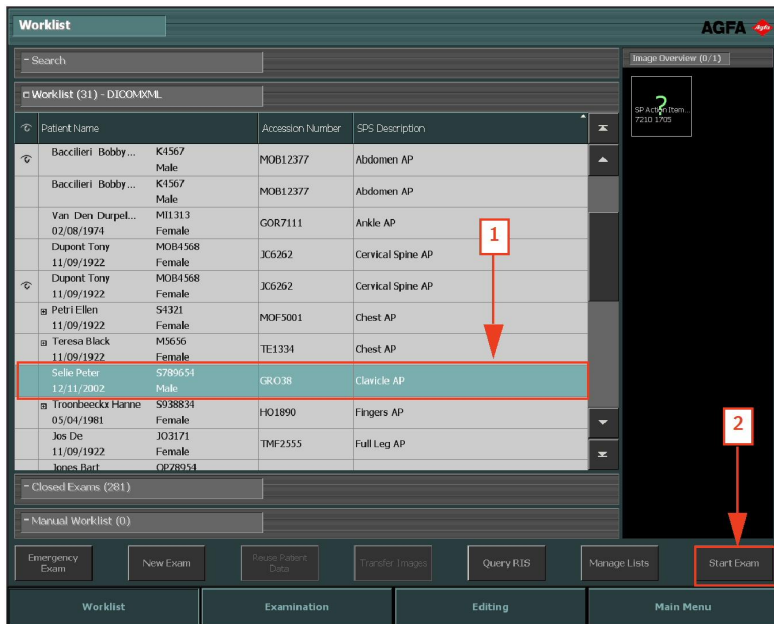 Worklist
AGFA Agfa
Search
Image Overview (0/1)
Worklist (31) - DICOMXML
?
SP Action Item...
7210 1705
Patient Name Accession Number SPS Description
Baccilieri Bobby... K4567 MOB12377 Abdomen AP
Male
Baccilieri Bobby... K4567 MOB12377 Abdomen AP
Male
Van Den Durpel... MI1313 GOR7111 Ankle AP
02/08/1974 Female
1
Dupont Tony MOB4568 JC6262 Cervical Spine AP
11/09/1922 Female
Dupont Tony MOB4568 JC6262 Cervical Spine AP
11/09/1922 Female
Petri Ellen S4321 MOF5001 Chest AP
11/09/1922 Female
Teresa Black M5656 TE1334 Chest AP
11/09/1922 Female
Selie Peter S789654 GRO38 Clavicle AP
12/11/2002 Male
Troonbeeckx Hanne S938834 HO1890 Fingers AP
05/04/1981 Female
Jos De JO3171 TMF2555 Full Leg AP
11/09/1922 Female
2
Jones Bart OP78954
Closed Exams (281)
Manual Worklist (0)
Emergency Exam
New Exam
Reuse Patient Data
Transfer Images
Query RIS
Manage Lists
Start Exam
Worklist Examination Editing Main Menu